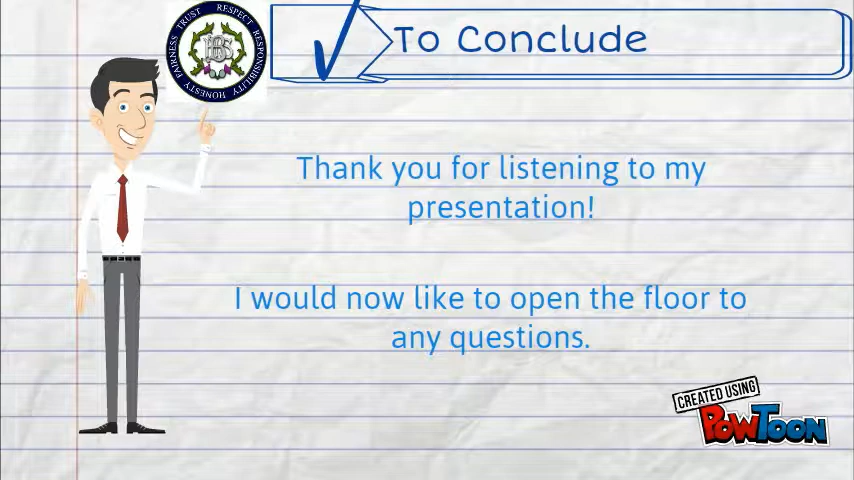 TRUST RESPECT RESPONSIBILITY HONESTY FAIRNESS
To Conclude
Thank you for listening to my
presentation!
I would now like to open the floor to
any questions.
CREATED USING
POWTOON